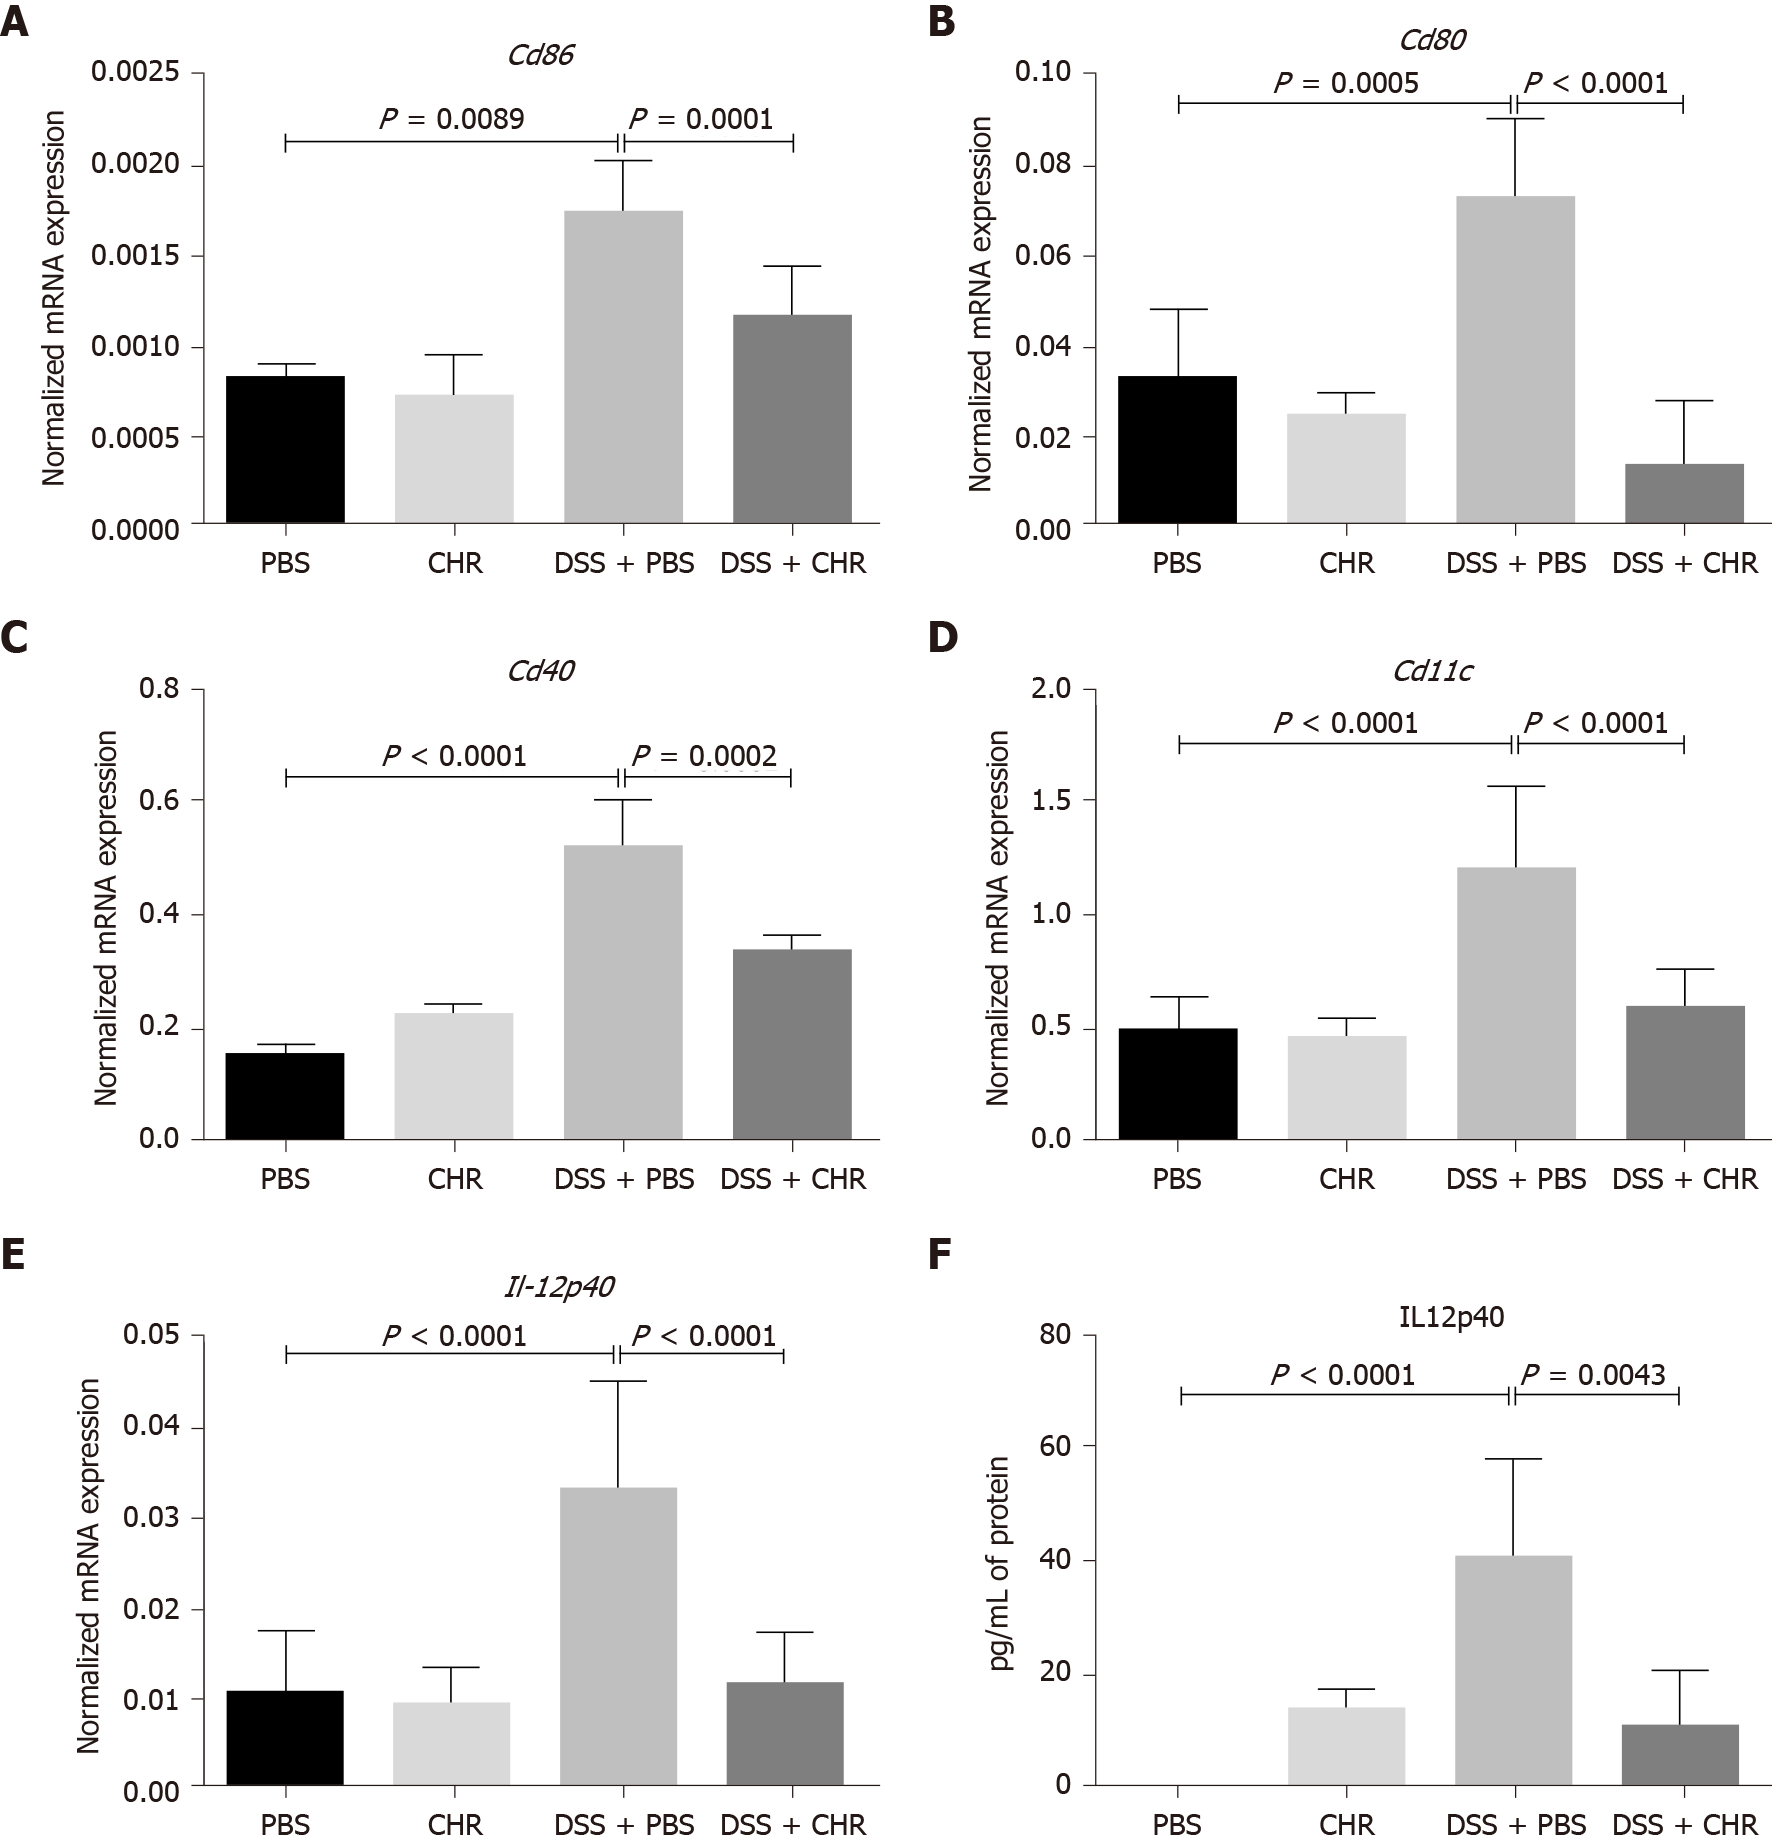 A
Cd86
0.0025
0.0020
0.0015
0.0010
0.0005
0.0000
Normalized mRNA expression
P = 0.0089
P = 0.0001
PBS CHR DSS + PBS DSS + CHR
B
Cd80
0.10
0.08
0.06
0.04
0.02
0.00
Normalized mRNA expression
P = 0.0005
P < 0.0001
PBS CHR DSS + PBS DSS + CHR
C
Cd40
0.8
0.6
0.4
0.2
0.0
Normalized mRNA expression
P < 0.0001
P = 0.0002
PBS CHR DSS + PBS DSS + CHR
D
Cd11c
2.0
1.5
1.0
0.5
0.0
Normalized mRNA expression
P < 0.0001
P < 0.0001
PBS CHR DSS + PBS DSS + CHR
E
Il-12p40
0.05
0.04
0.03
0.02
0.01
0.00
Normalized mRNA expression
P < 0.0001
P < 0.0001
PBS CHR DSS + PBS DSS + CHR
F
IL12p40
80
60
40
20
0
pg/mL of protein
P < 0.0001
P = 0.0043
PBS CHR DSS + PBS DSS + CHR